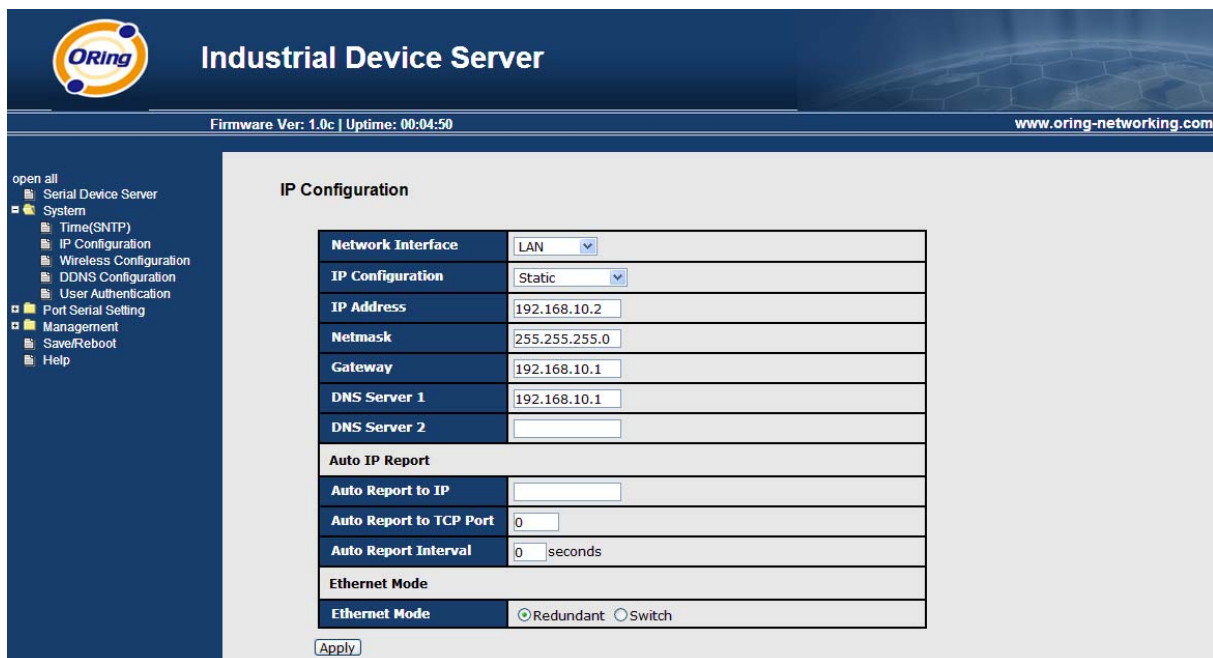 ORing
Industrial Device Server
Firmware Ver: 1.0c | Uptime: 00:04:50
www.oring-networking.com
open all
Serial Device Server
System
Time(SNTP)
IP Configuration
Wireless Configuration
DDNS Configuration
User Authentication
Port Serial Setting
Management
Save/Reboot
Help
IP Configuration
Network Interface LAN
IP Configuration Static
IP Address 192.168.10.2
Netmask 255.255.255.0
Gateway 192.168.10.1
DNS Server 1 192.168.10.1
DNS Server 2
Auto IP Report
Auto Report to IP
Auto Report to TCP Port 0
Auto Report Interval 0 seconds
Ethernet Mode
Ethernet Mode Redundant Switch
Apply